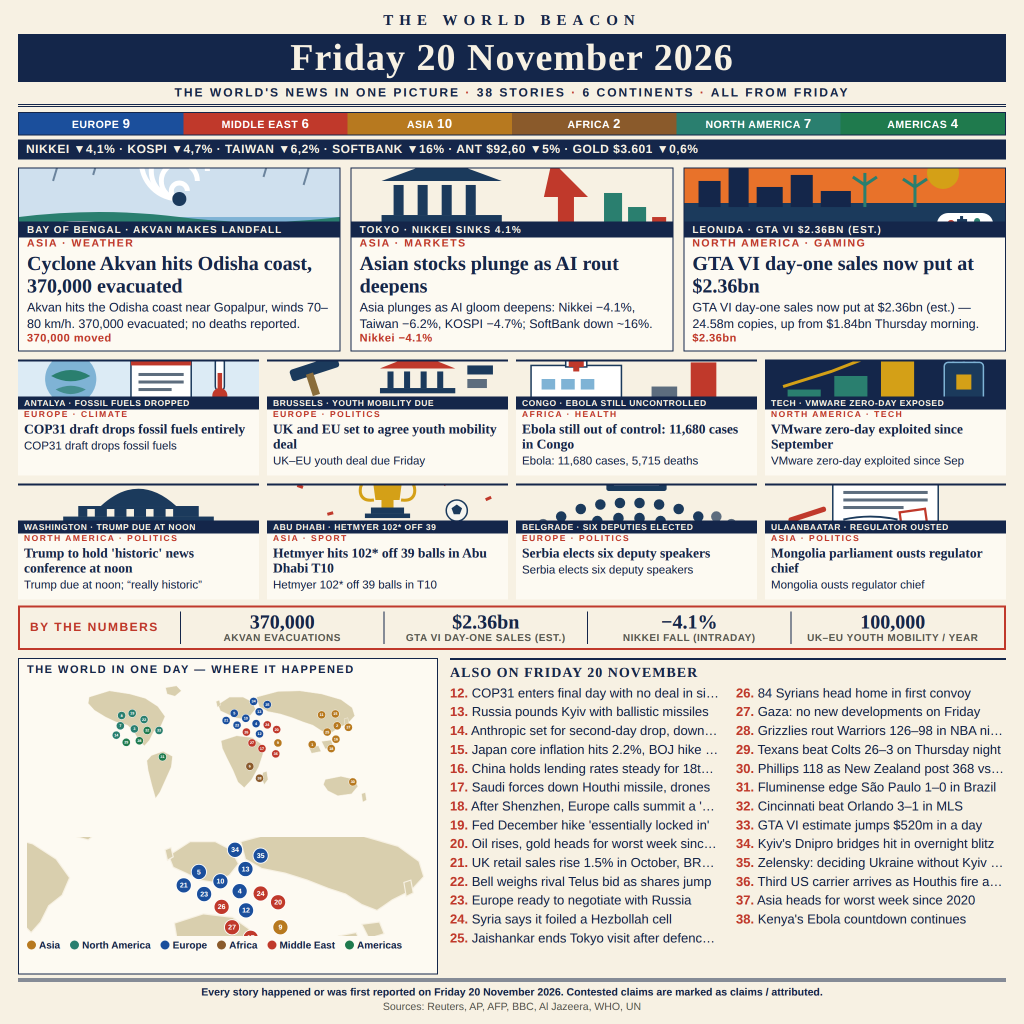 THE WORLD BEACON
Friday 20 November 2026
THE WORLD'S NEWS IN ONE PICTURE · 38 STORIES · 6 CONTINENTS · ALL FROM FRIDAY
EUROPE 9
MIDDLE EAST 6
ASIA 10
AFRICA 2
NORTH AMERICA 7
AMERICAS 4
NIKKEI ▼4,1% · KOSPI ▼4,7% · TAIWAN ▼6,2% · SOFTBANK ▼16% · ANT $92,60 ▼5% · GOLD $3.601 ▼0,6%
BAY OF BENGAL · AKVAN MAKES LANDFALL
ASIA · WEATHER
Cyclone Akvan hits Odisha coast,
370,000 evacuated
Akvan hits the Odisha coast near Gopalpur, winds 70–
80 km/h. 370,000 evacuated; no deaths reported.
370,000 moved
TOKYO · NIKKEI SINKS 4.1%
ASIA · MARKETS
Asian stocks plunge as AI rout
deepens
Asia plunges as AI gloom deepens: Nikkei −4.1%,
Taiwan −6.2%, KOSPI −4.7%; SoftBank down ~16%.
Nikkei −4.1%
LEONIDA · GTA VI $2.36BN (EST.)
NORTH AMERICA · GAMING
GTA VI day-one sales now put at
$2.36bn
GTA VI day-one sales now put at $2.36bn (est.) —
24.58m copies, up from $1.84bn Thursday morning.
$2.36bn
ANTALYA · FOSSIL FUELS DROPPED
EUROPE · CLIMATE
COP31 draft drops fossil fuels entirely
COP31 draft drops fossil fuels
BRUSSELS · YOUTH MOBILITY DUE
EUROPE · POLITICS
UK and EU set to agree youth mobility
deal
UK–EU youth deal due Friday
CONGO · EBOLA STILL UNCONTROLLED
AFRICA · HEALTH
Ebola still out of control: 11,680 cases
in Congo
Ebola: 11,680 cases, 5,715 deaths
TECH · VMWARE ZERO-DAY EXPOSED
NORTH AMERICA · TECH
VMware zero-day exploited since
September
VMware zero-day exploited since Sep
WASHINGTON · TRUMP DUE AT NOON
NORTH AMERICA · POLITICS
Trump to hold 'historic' news
conference at noon
Trump due at noon; “really historic”
ABU DHABI · HETMYER 102* OFF 39
ASIA · SPORT
Hetmyer hits 102* off 39 balls in Abu
Dhabi T10
Hetmyer 102* off 39 balls in T10
BELGRADE · SIX DEPUTIES ELECTED
EUROPE · POLITICS
Serbia elects six deputy speakers
Serbia elects six deputy speakers
ULAANBAATAR · REGULATOR OUSTED
ASIA · POLITICS
Mongolia parliament ousts regulator
chief
Mongolia ousts regulator chief
BY THE NUMBERS
370,000
AKVAN EVACUATIONS
$2.36bn
GTA VI DAY-ONE SALES (EST.)
−4.1%
NIKKEI FALL (INTRADAY)
100,000
UK–EU YOUTH MOBILITY / YEAR
THE WORLD IN ONE DAY — WHERE IT HAPPENED
34
35
13
5
21
10
23
4
24
20
26
12
27
9
Asia
North America
Europe
Africa
Middle East
Americas
ALSO ON FRIDAY 20 NOVEMBER
12. COP31 enters final day with no deal in si…
13. Russia pounds Kyiv with ballistic missiles
14. Anthropic set for second-day drop, down…
15. Japan core inflation hits 2.2%, BOJ hike …
16. China holds lending rates steady for 18t…
17. Saudi forces down Houthi missile, drones
18. After Shenzhen, Europe calls summit a '…
19. Fed December hike 'essentially locked in'
20. Oil rises, gold heads for worst week sinc…
21. UK retail sales rise 1.5% in October, BR…
22. Bell weighs rival Telus bid as shares jump
23. Europe ready to negotiate with Russia
24. Syria says it foiled a Hezbollah cell
25. Jaishankar ends Tokyo visit after defenc…
26. 84 Syrians head home in first convoy
27. Gaza: no new developments on Friday
28. Grizzlies rout Warriors 126–98 in NBA ni…
29. Texans beat Colts 26–3 on Thursday night
30. Phillips 118 as New Zealand post 368 vs…
31. Fluminense edge São Paulo 1–0 in Brazil
32. Cincinnati beat Orlando 3–1 in MLS
33. GTA VI estimate jumps $520m in a day
34. Kyiv's Dnipro bridges hit in overnight blitz
35. Zelensky: deciding Ukraine without Kyiv …
36. Third US carrier arrives as Houthis fire a…
37. Asia heads for worst week since 2020
38. Kenya's Ebola countdown continues
Every story happened or was first reported on Friday 20 November 2026. Contested claims are marked as claims / attributed.
Sources: Reuters, AP, AFP, BBC, Al Jazeera, WHO, UN